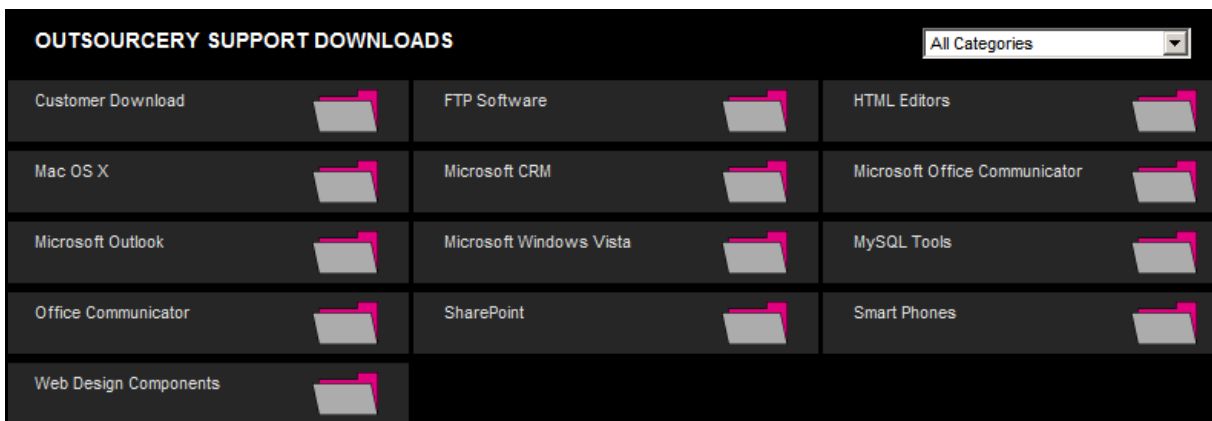 OUTSOURCERY SUPPORT DOWNLOADS
All Categories
Customer Download
FTP Software
HTML Editors
Mac OS X
Microsoft CRM
Microsoft Office Communicator
Microsoft Outlook
Microsoft Windows Vista
MySQL Tools
Office Communicator
SharePoint
Smart Phones
Web Design Components